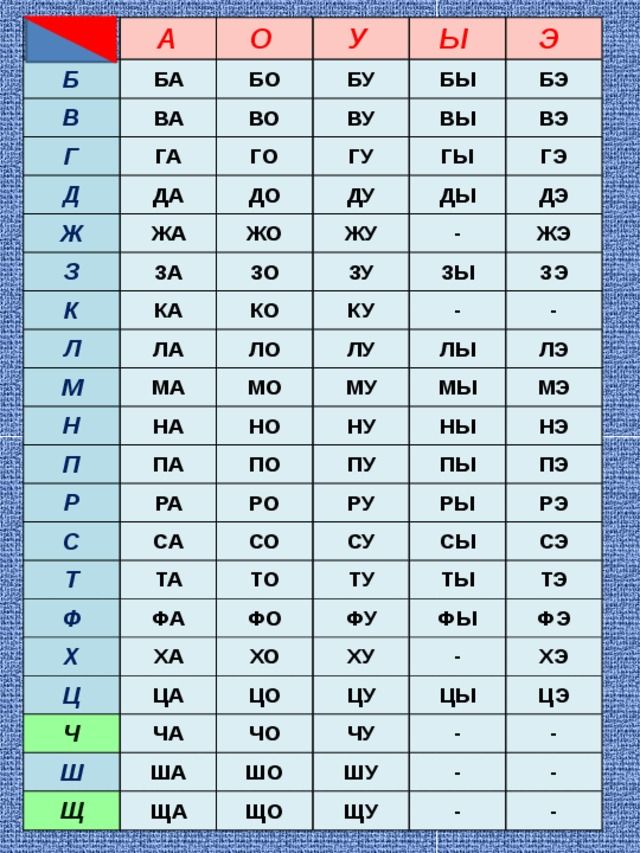 А О У Ы Э
Б БА БО БУ БЫ БЭ
В ВА ВО ВУ ВЫ ВЭ
Г ГА ГО ГУ ГЫ ГЭ
Д ДА ДО ДУ ДЫ ДЭ
Ж ЖА ЖО ЖУ - ЖЭ
З ЗА ЗО ЗУ ЗЫ ЗЭ
К КА КО КУ - -
Л ЛА ЛО ЛУ ЛЫ ЛЭ
М МА МО МУ МЫ МЭ
Н НА НО НУ НЫ НЭ
П ПА ПО ПУ ПЫ ПЭ
Р РА РО РУ РЫ РЭ
С СА СО СУ СЫ СЭ
Т ТА ТО ТУ ТЫ ТЭ
Ф ФА ФО ФУ ФЫ ФЭ
Х ХА ХО ХУ - ХЭ
Ц ЦА ЦО ЦУ ЦЫ ЦЭ
Ч ЧА ЧО ЧУ - -
Ш ША ШО ШУ - -
Щ ЩА ЩО ЩУ - -